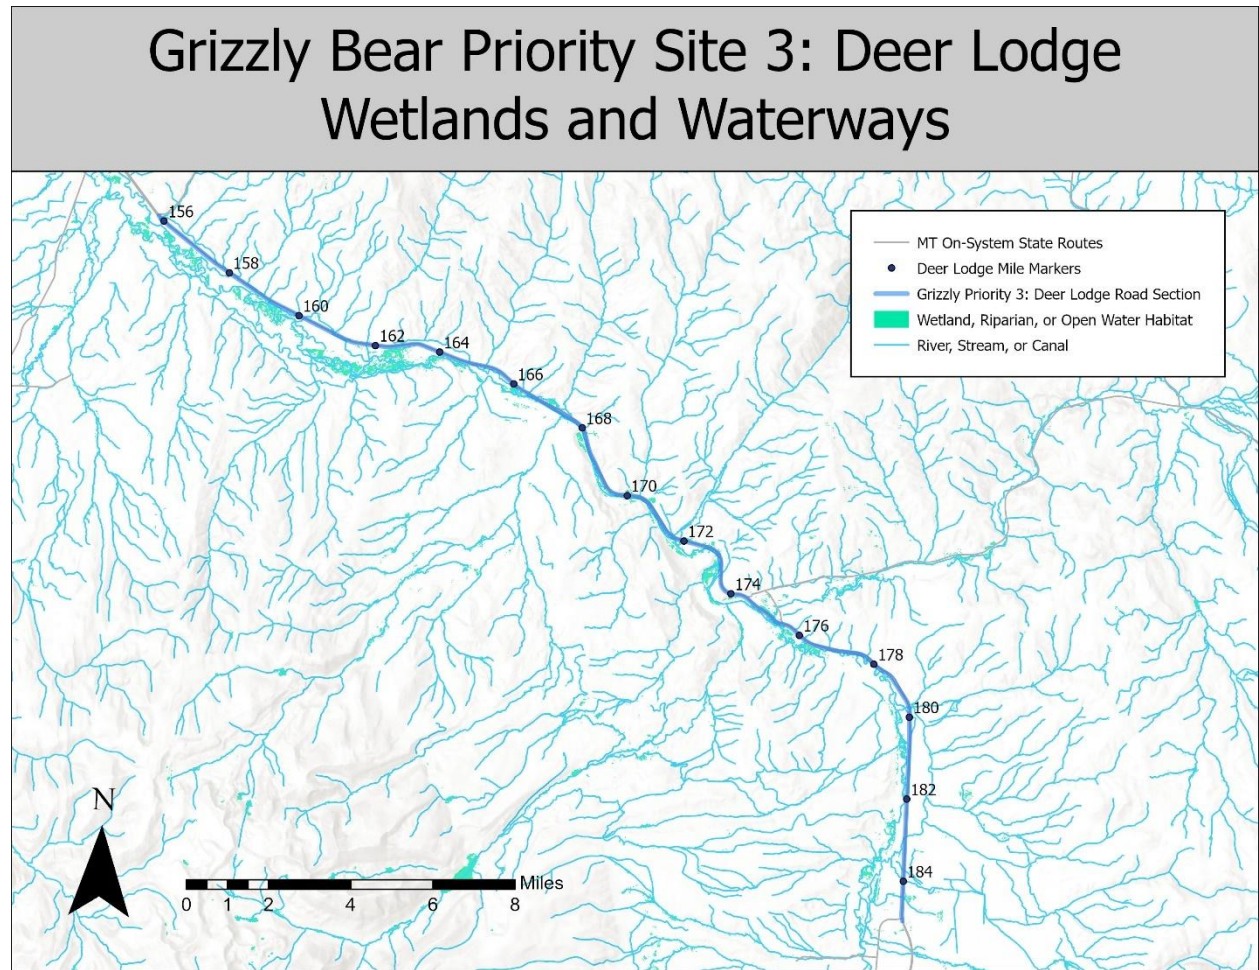 Grizzly Bear Priority Site 3: Deer Lodge
Wetlands and Waterways
156
158
160
162
164
166
168
170
172
174
176
178
180
182
184
MT On-System State Routes
Deer Lodge Mile Markers
Grizzly Priority 3: Deer Lodge Road Section
Wetland, Riparian, or Open Water Habitat
River, Stream, or Canal
N
Miles
0 1 2 4 6 8